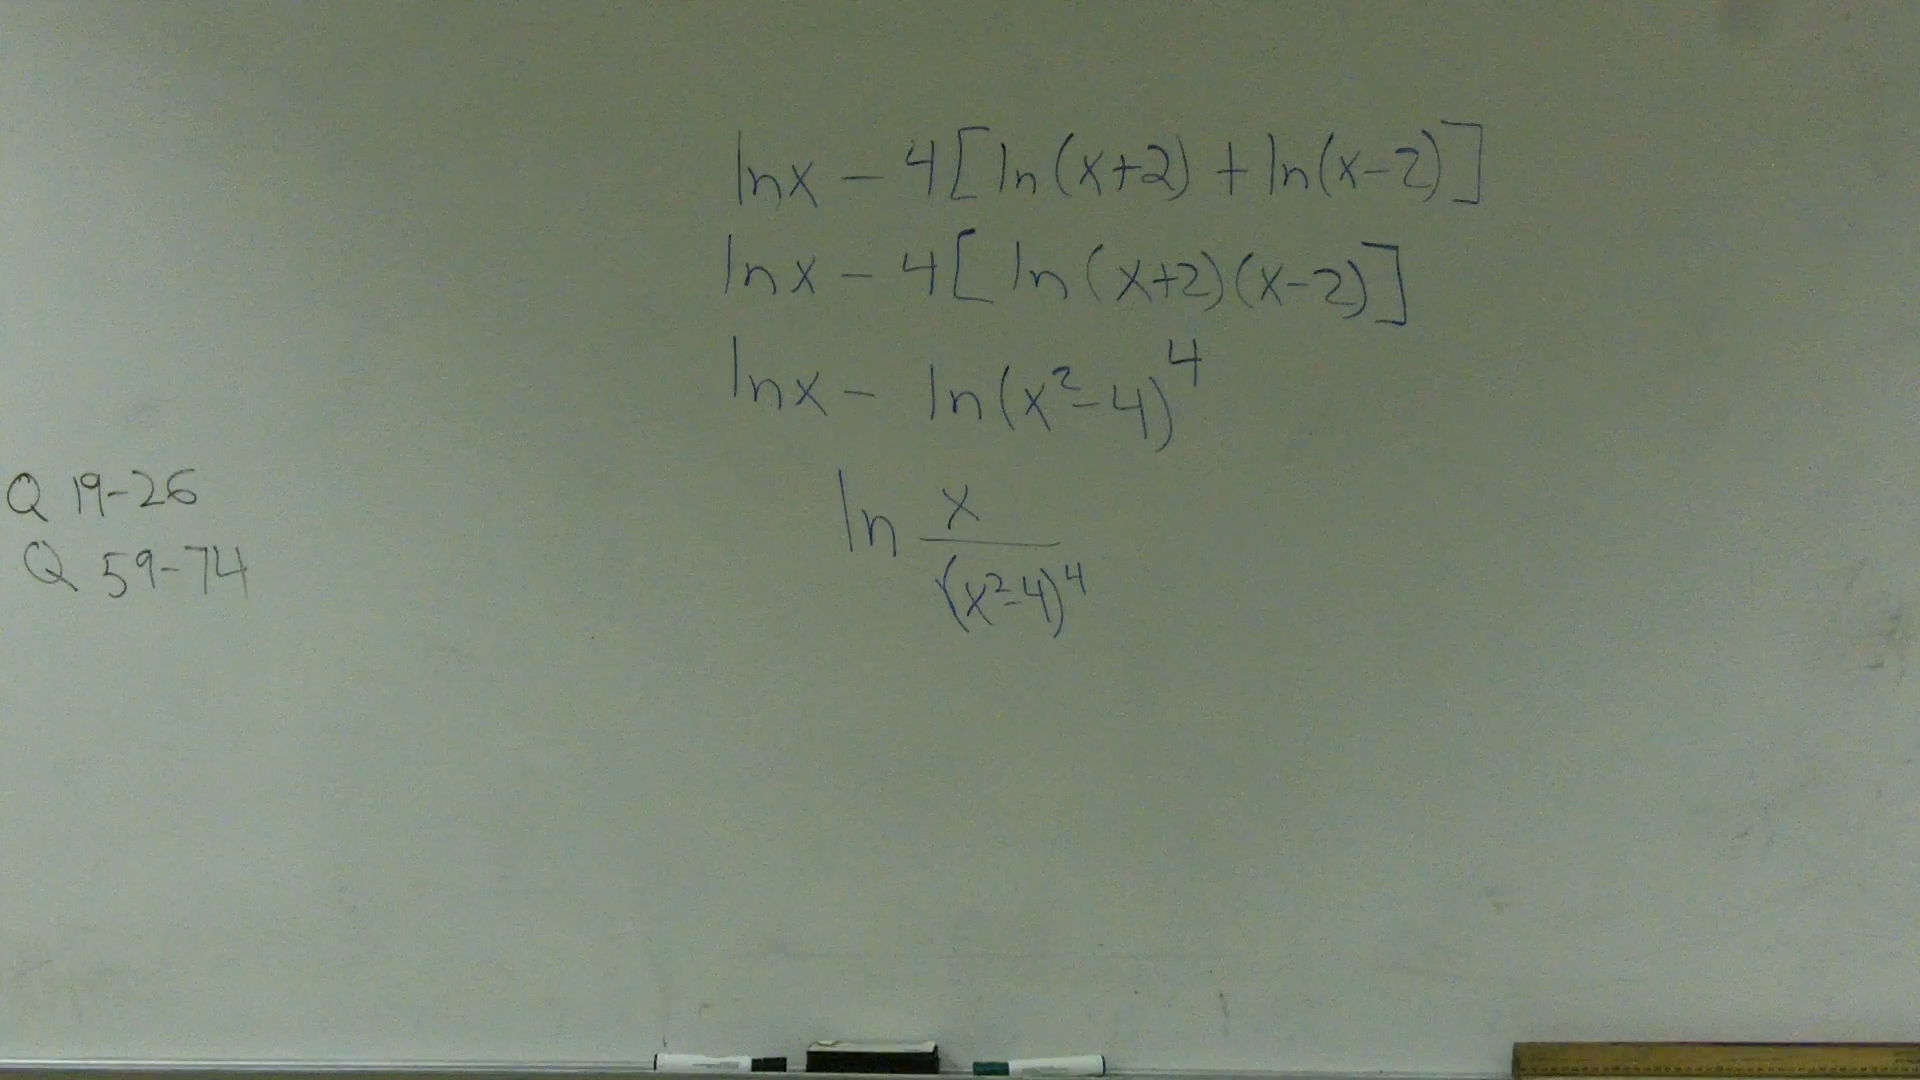 lnx - 4[ln(x+2) + ln(x-2)]
lnx - 4[ln(x+2)(x-2)]
lnx - ln(x²-4)⁴
ln x/(x²-4)⁴
Q 19-26
Q 59-74